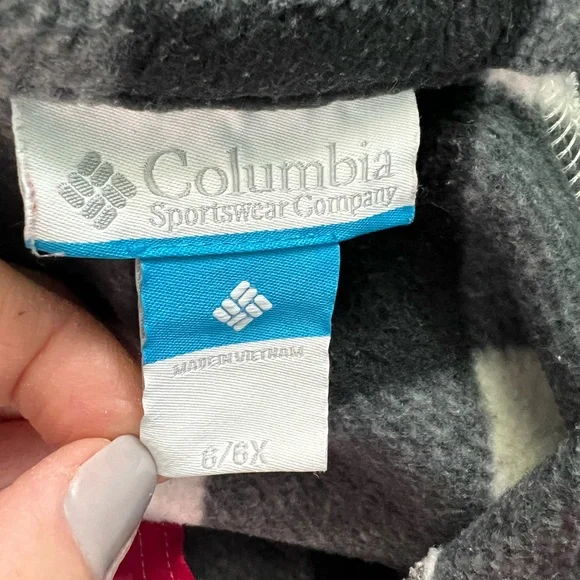 Columbia
Sportswear Company
MADE IN VIETNAM
6/6X